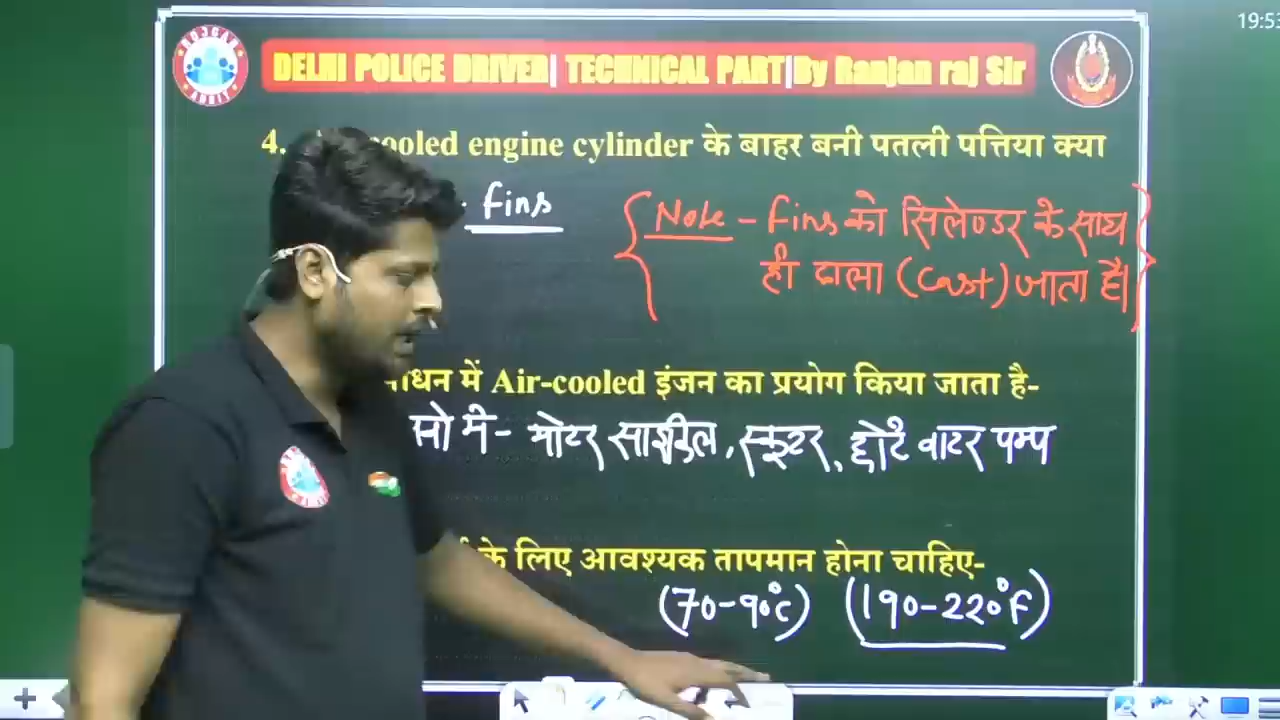 19:53
ROJGAR
DELHI POLICE DRIVER| TECHNICAL PART|By Ranjan raj Sir
4. ooled engine cylinder के बाहर बनी पतली पत्तिया क्या
- fins
Note - fins को सिलेण्डर के साथ
ही ढाला (Cast) जाता है।
धन में Air-cooled इंजन का प्रयोग किया जाता है-
मो मे- मोटर साईकिल, स्कूटर, छोटे वाटर पम्प
के लिए आवश्यक तापमान होना चाहिए-
(70-90°c) (190-220°F)